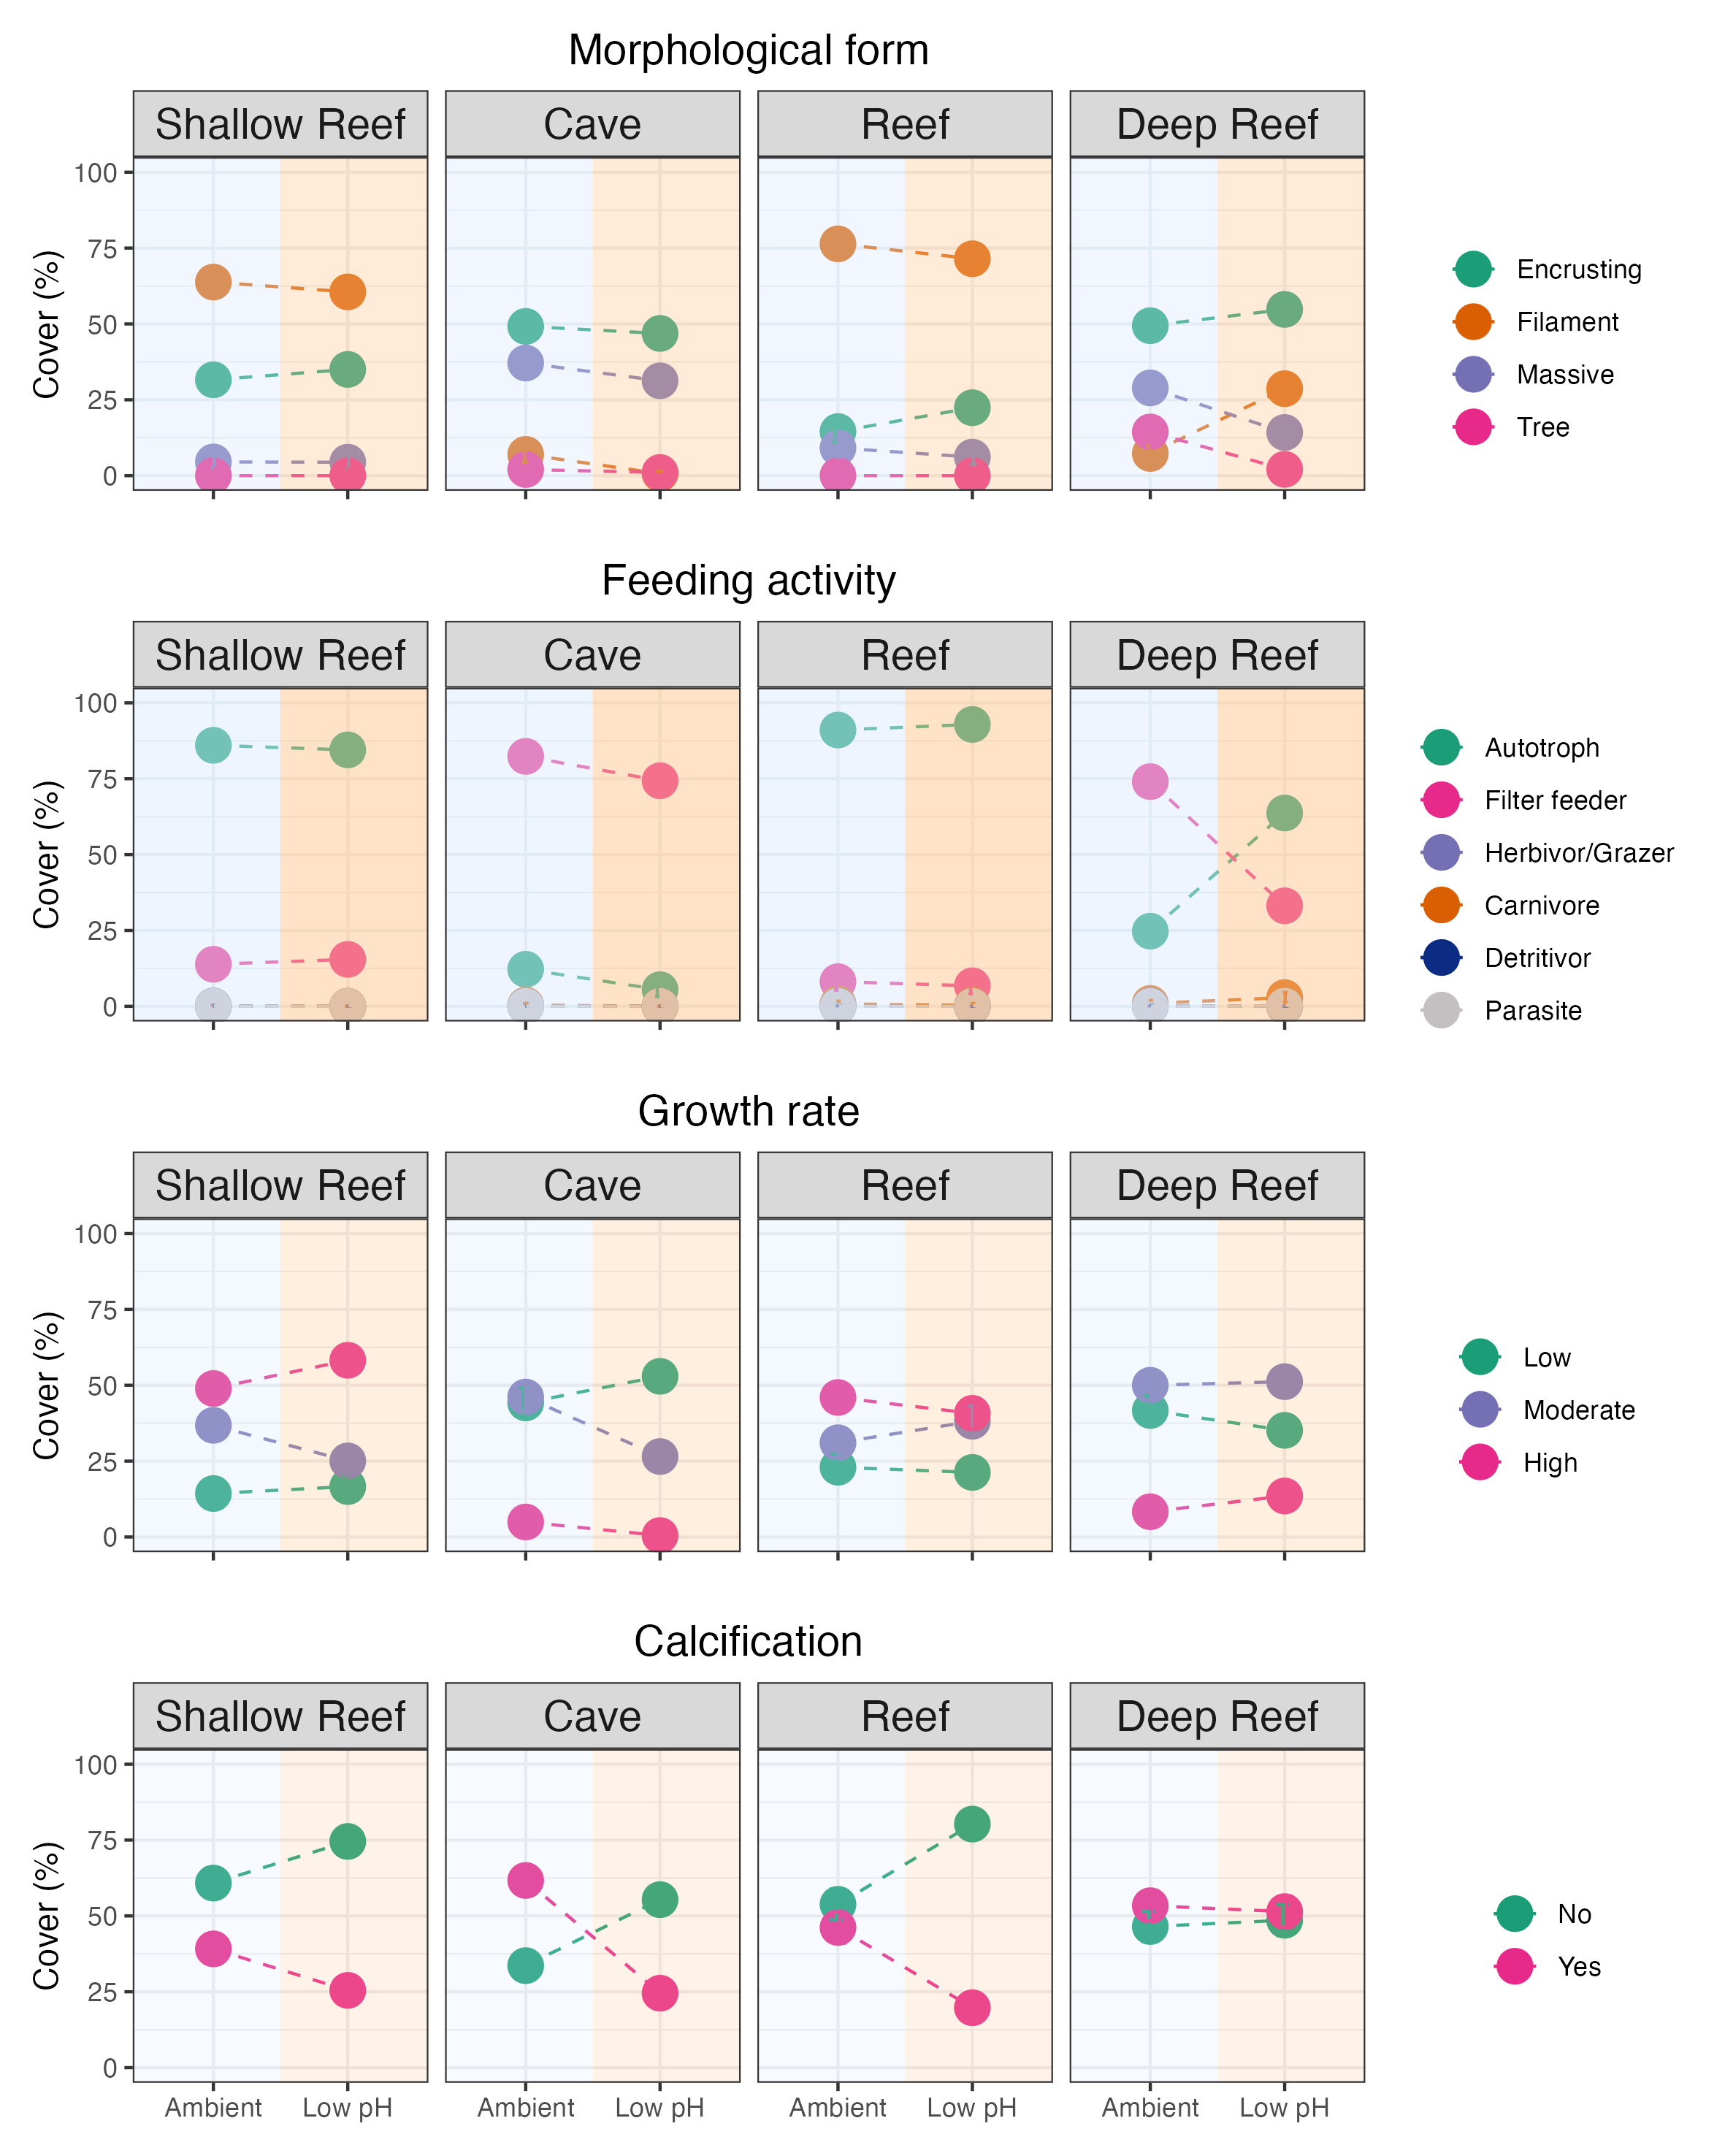 Morphological form
Shallow Reef Cave Reef Deep Reef
Cover (%)
100
75
50
25
0
Encrusting
Filament
Massive
Tree
Feeding activity
Shallow Reef Cave Reef Deep Reef
Cover (%)
100
75
50
25
0
Autotroph
Filter feeder
Herbivor/Grazer
Carnivore
Detritivor
Parasite
Growth rate
Shallow Reef Cave Reef Deep Reef
Cover (%)
100
75
50
25
0
Low
Moderate
High
Calcification
Shallow Reef Cave Reef Deep Reef
Cover (%)
100
75
50
25
0
No
Yes
Ambient Low pH Ambient Low pH Ambient Low pH Ambient Low pH